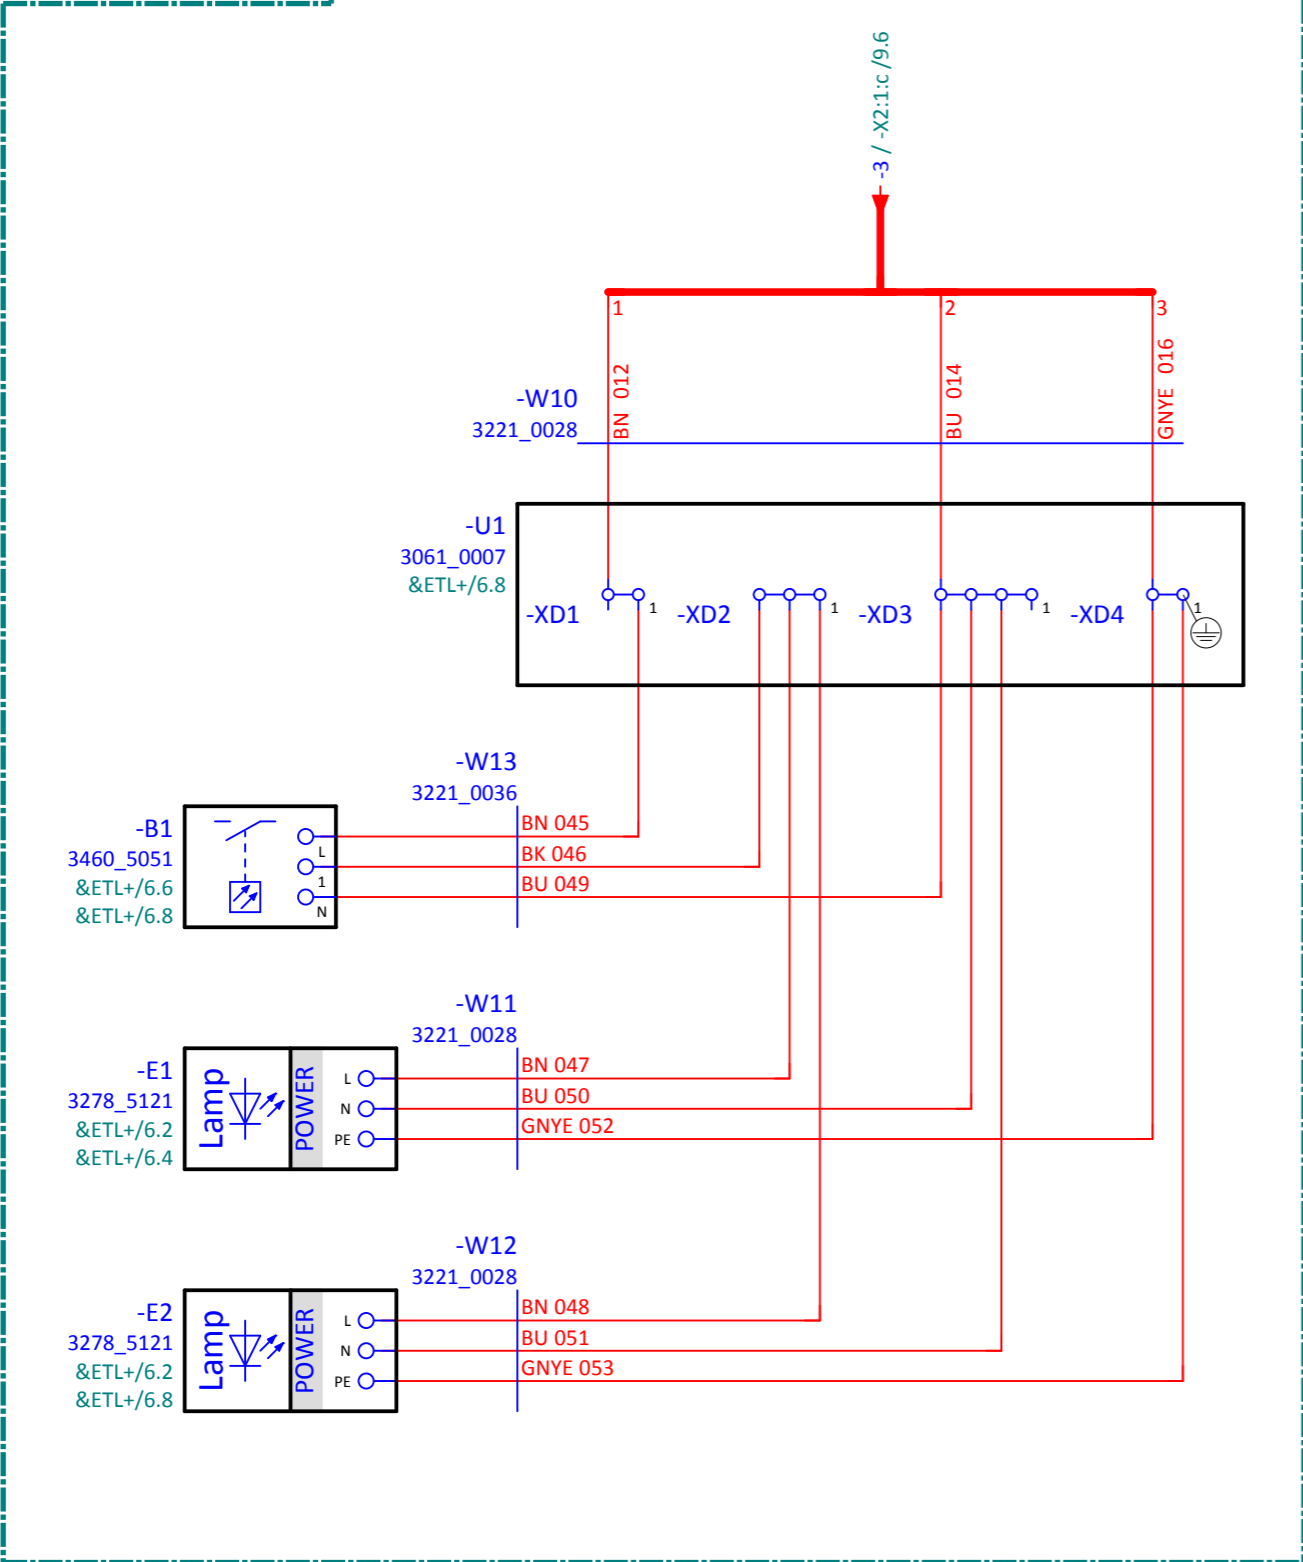 -3 / -X2:1:c /9.6
1
2
3
BN 012
BU 014
GNYE 016
-W10
3221_0028
-U1
3061_0007
&ETL+/6.8
-XD1
1
-XD2
1
-XD3
1
-XD4
1
-W13
3221_0036
-B1
3460_5051
&ETL+/6.6
&ETL+/6.8
L
1
N
BN 045
BK 046
BU 049
-W11
3221_0028
-E1
3278_5121
&ETL+/6.2
&ETL+/6.4
Lamp
POWER
L
N
PE
BN 047
BU 050
GNYE 052
-W12
3221_0028
-E2
3278_5121
&ETL+/6.2
&ETL+/6.8
Lamp
POWER
L
N
PE
BN 048
BU 051
GNYE 053